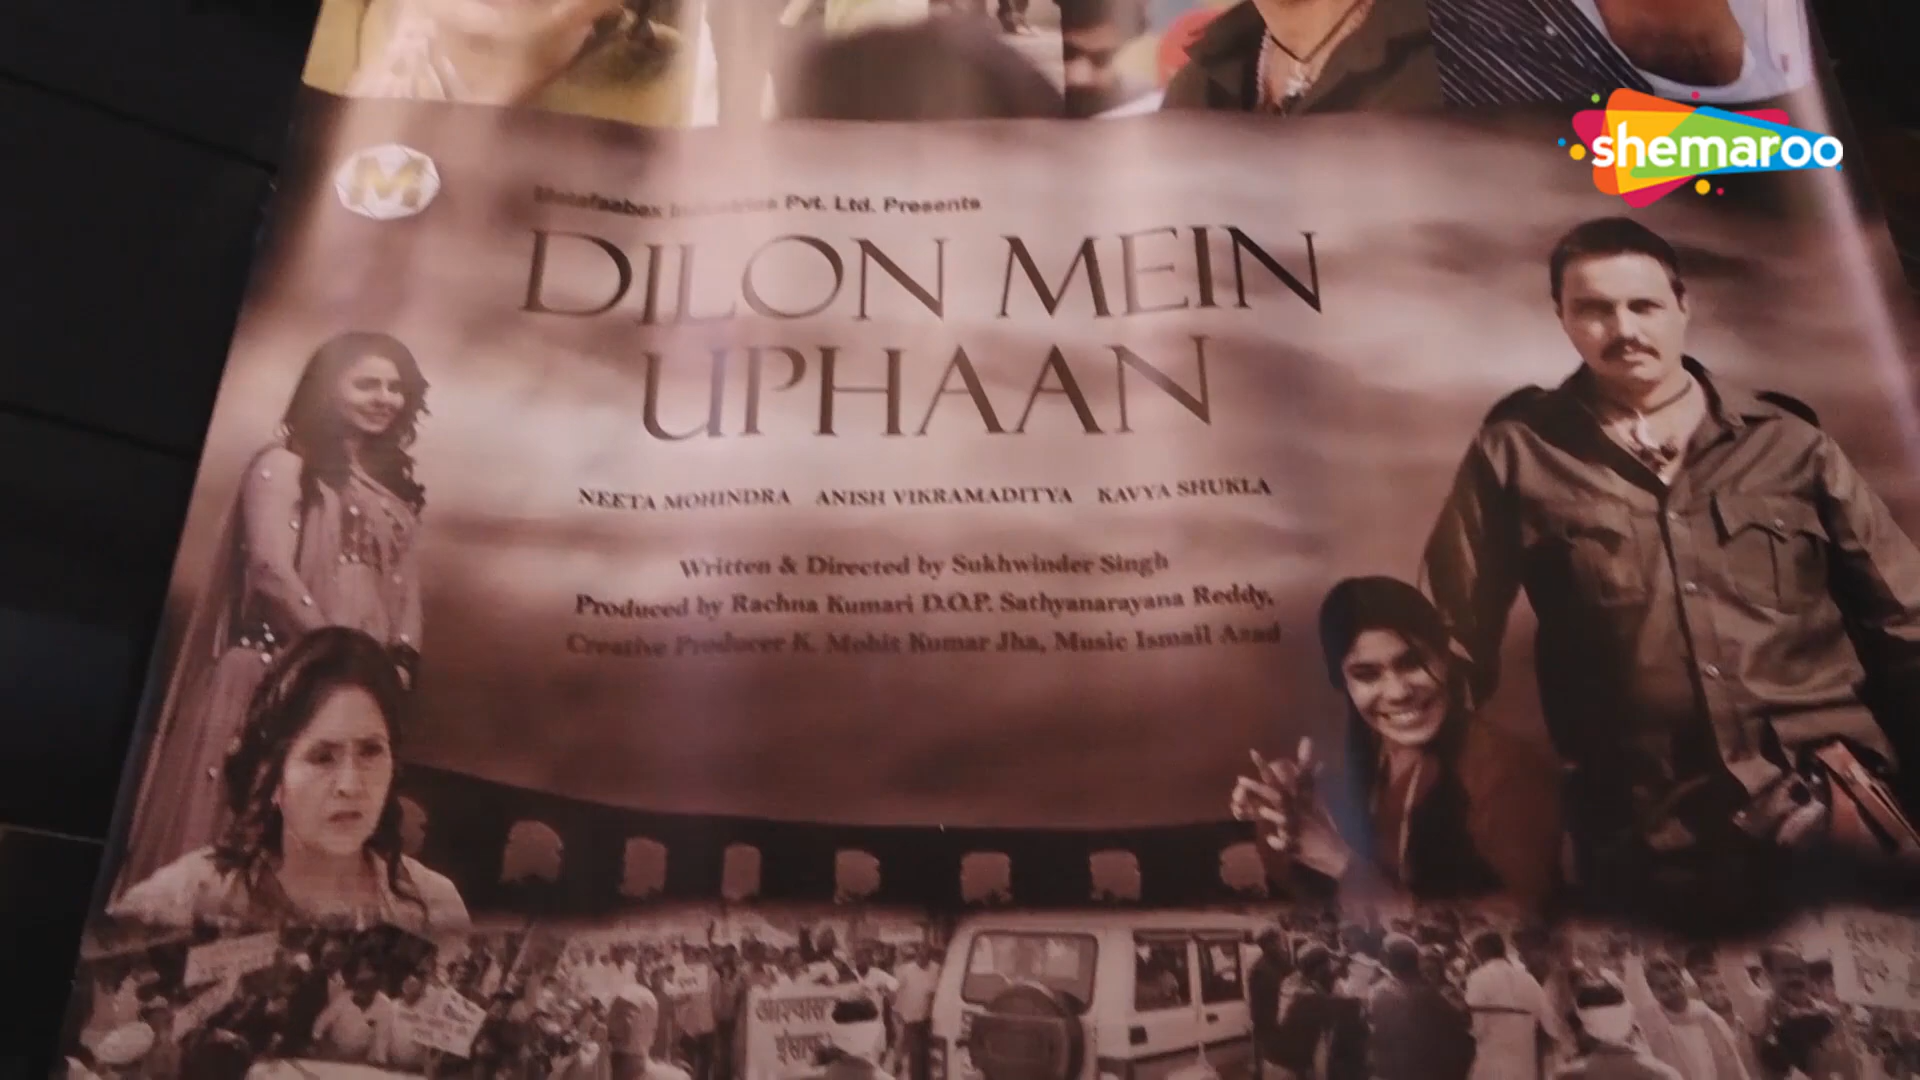 shemaroo
M
Pvt. Ltd. Presents
DILON MEIN
UPHAAN
NEETA MOHINDRA ANISH VIKRAMADITYA KAVYA SHUKLA
Written & Directed by Sukhwinder Singh
Produced by Rachna Kumari D.O.P. Sathyanarayana Reddy,
Creative Producer K. Mohit Kumar Jha, Music Ismail Azad
इंसाफ